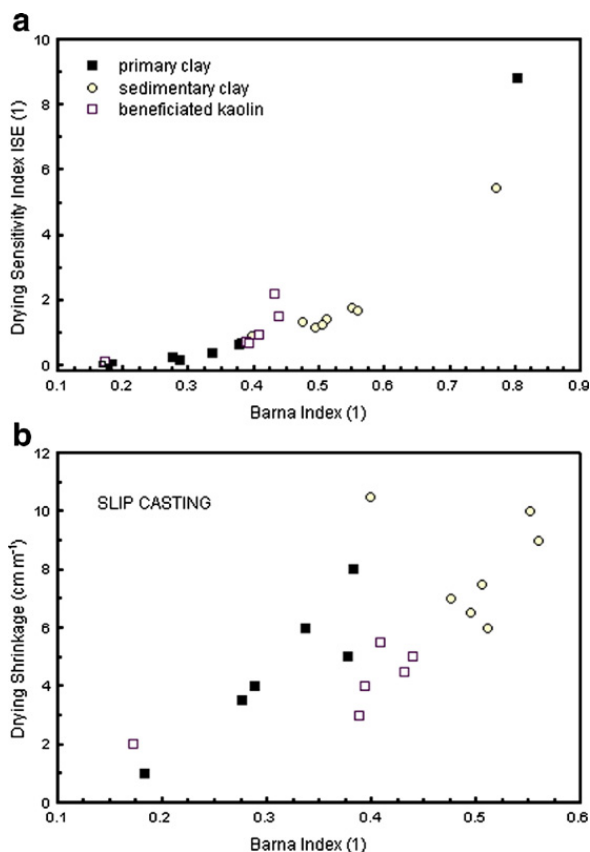 a
10
8
6
4
2
0
Drying Sensitivity Index ISE (1)
primary clay
sedimentary clay
beneficiated kaolin
0.1 0.2 0.3 0.4 0.5 0.6 0.7 0.8 0.9
Barna Index (1)
b
12
10
8
6
4
2
0
Drying Shrinkage (cm m⁻¹)
SLIP CASTING
0.1 0.2 0.3 0.4 0.5 0.6
Barna Index (1)